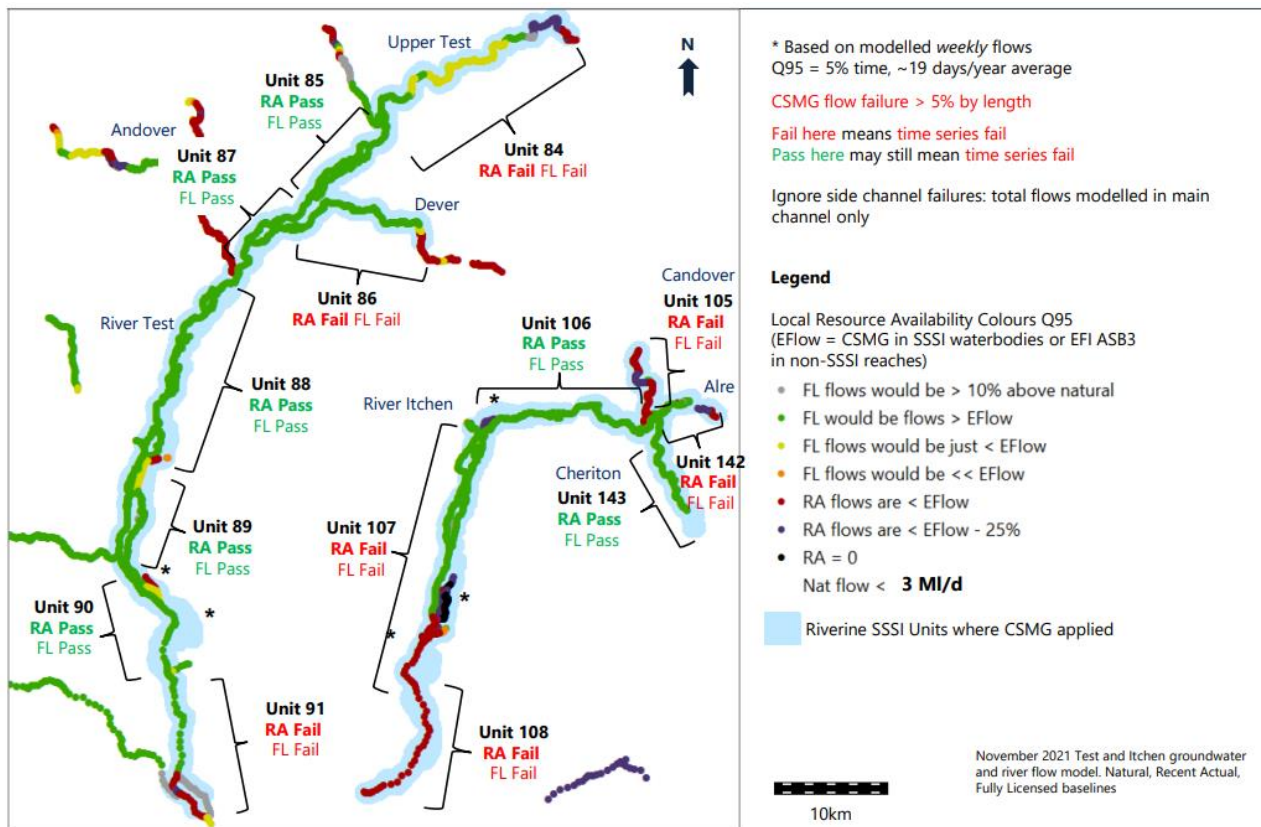 Upper Test
N
Unit 85
RA Pass
FL Pass
Andover
Unit 87
RA Pass
FL Pass
Unit 84
RA Fail FL Fail
Dever
Unit 86
RA Fail FL Fail
River Test
Candover
Unit 105
RA Fail
FL Fail
Unit 106
RA Pass
FL Pass
*
Alre
River Itchen
Unit 88
RA Pass
FL Pass
Unit 142
RA Fail
FL Fail
Cheriton
Unit 143
RA Pass
FL Pass
Unit 89
RA Pass
FL Pass
Unit 107
RA Fail
FL Fail
*
*
*
*
Unit 90
RA Pass
FL Pass
Unit 91
RA Fail
FL Fail
Unit 108
RA Fail
FL Fail
* Based on modelled weekly flows
Q95 = 5% time, ~19 days/year average
CSMG flow failure > 5% by length
Fail here means time series fail
Pass here may still mean time series fail
Ignore side channel failures: total flows modelled in main
channel only
Legend
Local Resource Availability Colours Q95
(EFlow = CSMG in SSSI waterbodies or EFI ASB3
in non-SSSI reaches)
FL flows would be > 10% above natural
FL would be flows > EFlow
FL flows would be just < EFlow
FL flows would be << EFlow
RA flows are < EFlow
RA flows are < EFlow - 25%
RA = 0
Nat flow < 3 Ml/d
Riverine SSSI Units where CSMG applied
November 2021 Test and Itchen groundwater
and river flow model. Natural, Recent Actual,
Fully Licensed baselines
10km